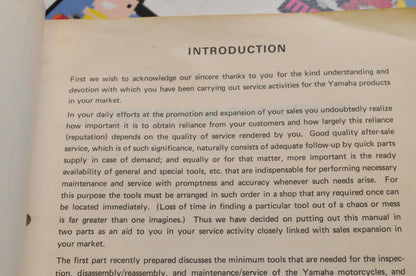 INTRODUCTION
First we wish to acknowledge our sincere thanks to you for the kind understanding and
devotion with which you have been carrying out service activities for the Yamaha products
in your market.
In your daily efforts at the promotion and expansion of your sales you undoubtedly realize
how important it is to obtain reliance from your customers and how largely this reliance
(reputation) depends on the quality of service rendered by you. Good quality after-sale
service, which is of such significance, naturally consists of adequate follow-up by quick parts
supply in case of demand; and equally or for that matter, more important is the ready
availability of general and special tools, etc. that are indispensable for performing necessary
maintenance and service with promptness and accuracy whenever such needs arise. For
this purpose the tools must be arranged in such order in a shop that any required once can
be located immediately. (Loss of time in finding a particular tool out of a chaos or mess
is far greater than one imagines.) Thus we have decided on putting out this manual in
two parts as an aid to you in your service activity closely linked with sales expansion in
your market.
The first part recently prepared discusses the minimum tools that are needed for the inspec-
tion, disassembly/reassembly, and maintenance/service of the Yamaha motorcycles, and